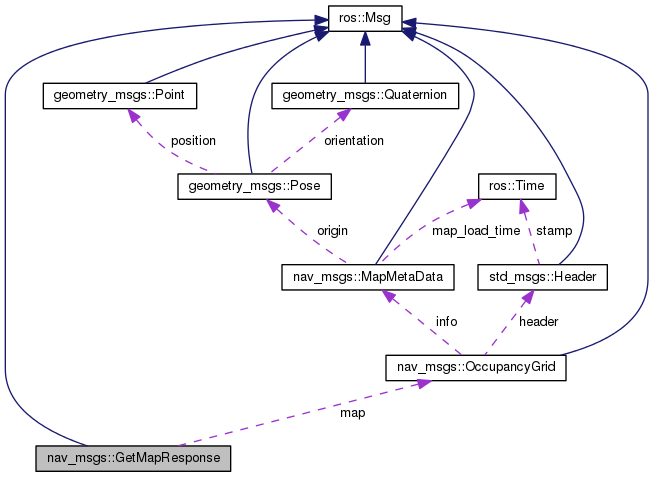 ros::Msg
geometry_msgs::Point
geometry_msgs::Quaternion
position
orientation
geometry_msgs::Pose
ros::Time
origin
map_load_time
stamp
nav_msgs::MapMetaData
std_msgs::Header
info
header
nav_msgs::OccupancyGrid
map
nav_msgs::GetMapResponse